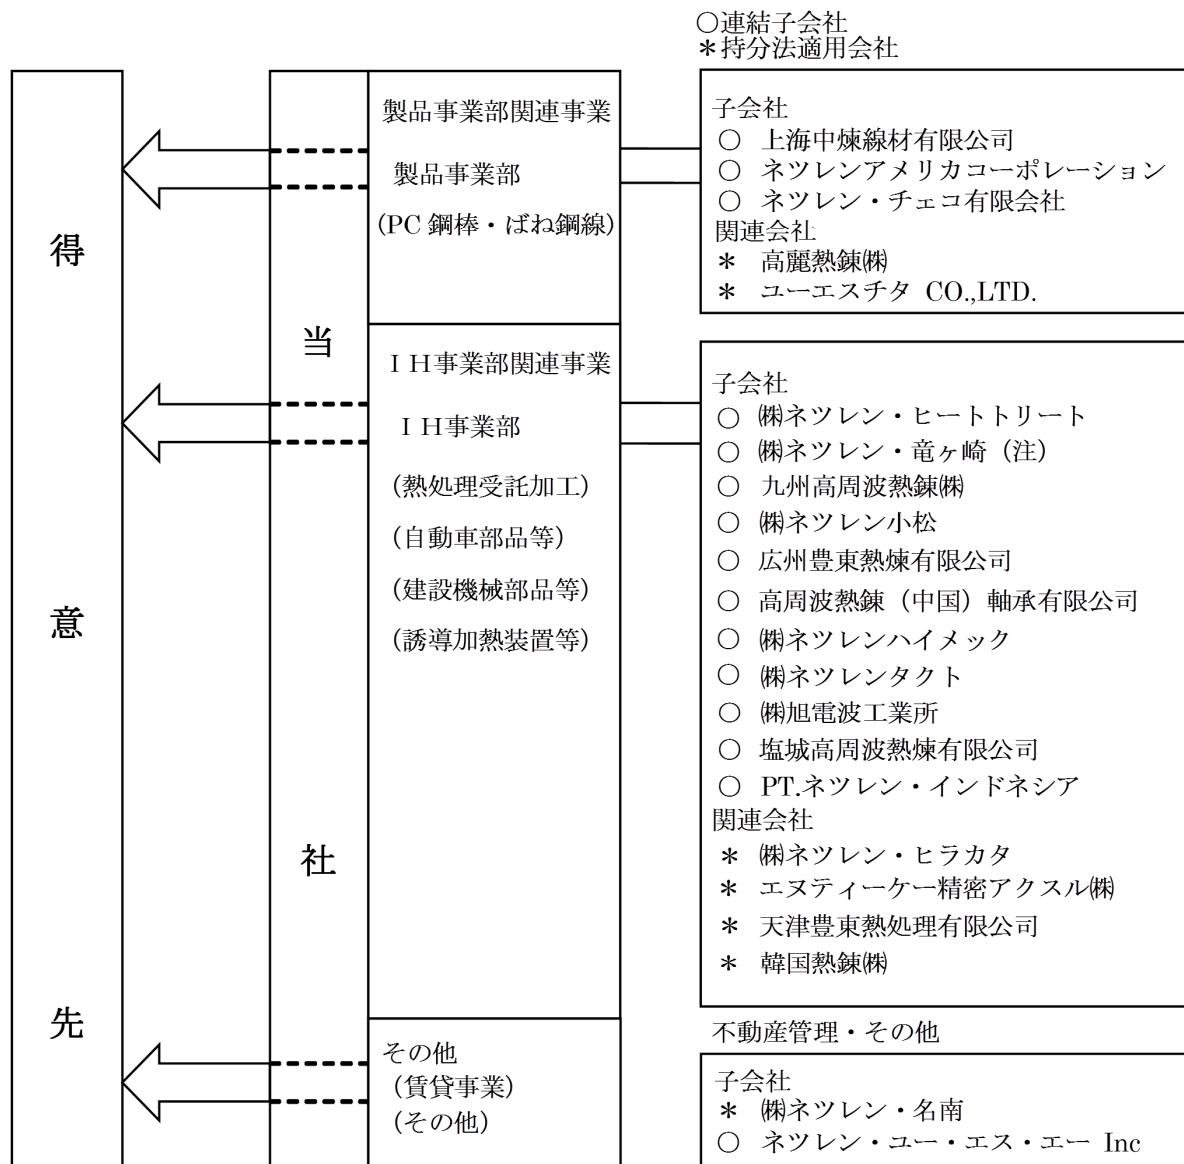 ○連結子会社
＊持分法適用会社
得
意
先
当
社
製品事業部関連事業
製品事業部
(PC 鋼棒・ばね鋼線)
子会社
○ 上海中煉線材有限公司
○ ネツレンアメリカコーポレーション
○ ネツレン・チェコ有限会社
関連会社
＊ 高麗熱錬㈱
＊ ユーエスチタ CO.,LTD.
ＩＨ事業部関連事業
ＩＨ事業部
(熱処理受託加工)
(自動車部品等)
(建設機械部品等)
(誘導加熱装置等)
子会社
○ ㈱ネツレン・ヒートトリート
○ ㈱ネツレン・竜ヶ崎（注）
○ 九州高周波熱錬㈱
○ ㈱ネツレン小松
○ 広州豊東熱煉有限公司
○ 高周波熱錬（中国）軸承有限公司
○ ㈱ネツレンハイメック
○ ㈱ネツレンタクト
○ ㈱旭電波工業所
○ 塩城高周波熱煉有限公司
○ PT.ネツレン・インドネシア
関連会社
＊ ㈱ネツレン・ヒラカタ
＊ エヌティーケー精密アクスル㈱
＊ 天津豊東熱処理有限公司
＊ 韓国熱錬㈱
その他
(賃貸事業)
(その他)
不動産管理・その他
子会社
＊ ㈱ネツレン・名南
○ ネツレン・ユー・エス・エー Inc